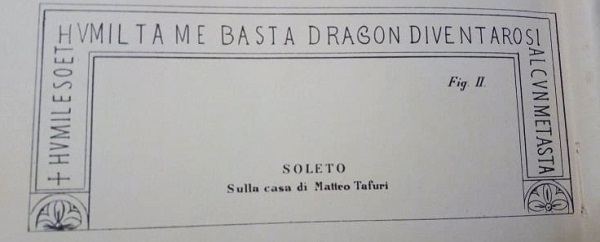 + HVMILESOET
HVMILTA ME BASTA DRAGON DIVENTAROSI
ALCVNMETASTA
Fig. II.
SOLETO
Sulla casa di Matteo Tafuri